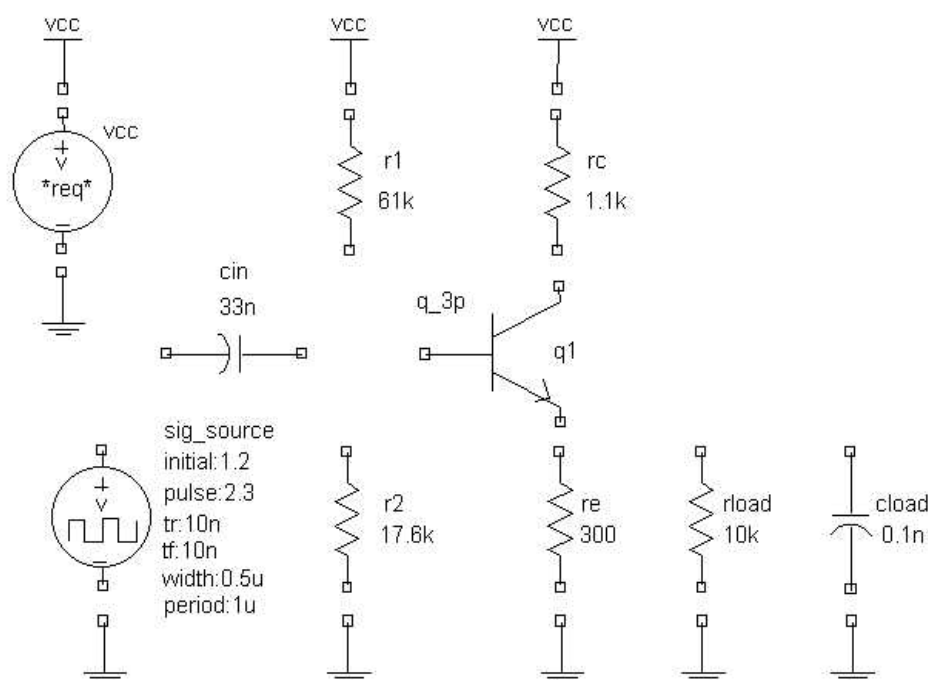 vcc
vcc
vcc
vcc
*req*
r1
61k
rc
1.1k
cin
33n
q_3p
q1
sig_source
initial:1.2
pulse:2.3
tr:10n
tf:10n
width:0.5u
period:1u
r2
17.6k
re
300
rload
10k
cload
0.1n